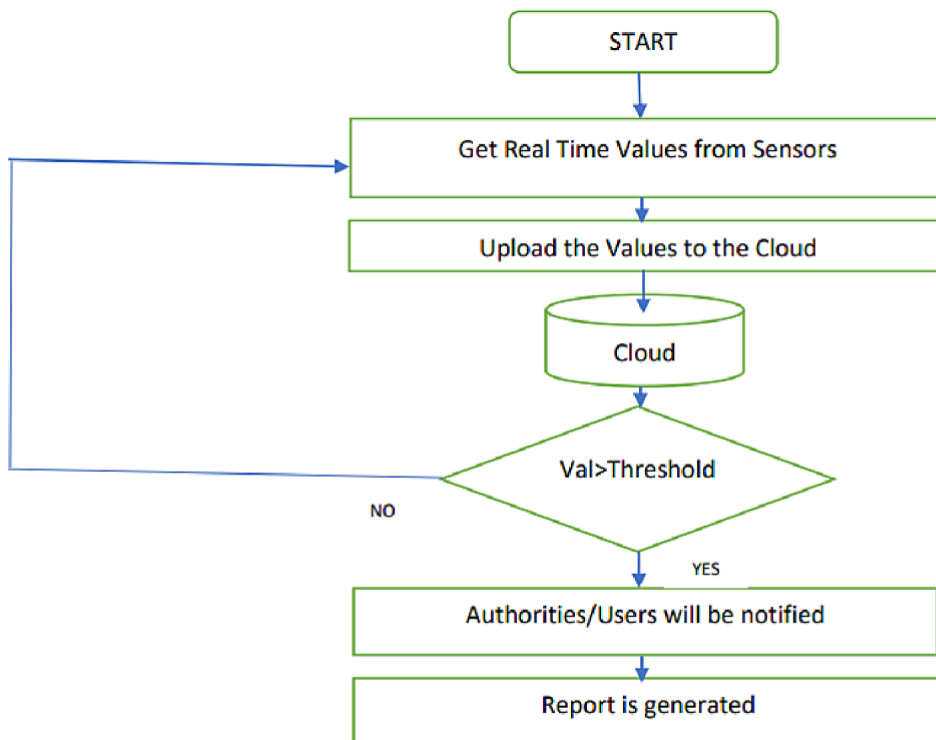 START
Get Real Time Values from Sensors
Upload the Values to the Cloud
Cloud
Val>Threshold
NO
YES
Authorities/Users will be notified
Report is generated